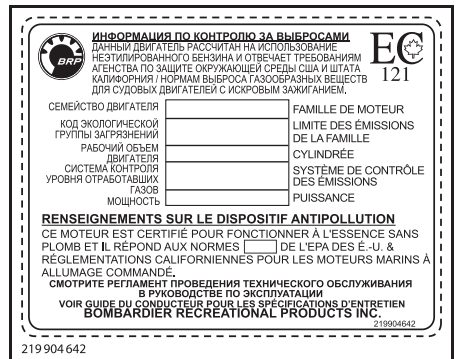 BRP
ИНФОРМАЦИЯ ПО КОНТРОЛЮ ЗА ВЫБРОСАМИ
ДАННЫЙ ДВИГАТЕЛЬ РАССЧИТАН НА ИСПОЛЬЗОВАНИЕ
НЕЭТИЛИРОВАННОГО БЕНЗИНА И ОТВЕЧАЕТ ТРЕБОВАНИЯМ
АГЕНСТВА ПО ЗАЩИТЕ ОКРУЖАЮЩЕЙ СРЕДЫ США И ШТАТА
КАЛИФОРНИЯ / НОРМАМ ВЫБРОСА ГАЗООБРАЗНЫХ ВЕЩЕСТВ
ДЛЯ СУДОВЫХ ДВИГАТЕЛЕЙ С ИСКРОВЫМ ЗАЖИГАНИЕМ.
EC
121
СЕМЕЙСТВО ДВИГАТЕЛЯ FAMILLE DE MOTEUR
КОД ЭКОЛОГИЧЕСКОЙ LIMITE DES ÉMISSIONS
ГРУППЫ ЗАГРЯЗНЕНИЙ DE LA FAMILLE
РАБОЧИЙ ОБЪЕМ
ДВИГАТЕЛЯ CYLINDRÉE
СИСТЕМА КОНТРОЛЯ SYSTÈME DE CONTRÔLE
УРОВНЯ ОТРАБОТАВШИХ DES ÉMISSIONS
ГАЗОВ
МОЩНОСТЬ PUISSANCE
RENSEIGNEMENTS SUR LE DISPOSITIF ANTIPOLLUTION
CE MOTEUR EST CERTIFIÉ POUR FONCTIONNER À L'ESSENCE SANS
PLOMB ET IL RÉPOND AUX NORMES DE L'EPA DES É.-U. &
RÉGLEMENTATIONS CALIFORNIENNES POUR LES MOTEURS MARINS À
ALLUMAGE COMMANDÉ.
СМОТРИТЕ РЕГЛАМЕНТ ПРОВЕДЕНИЯ ТЕХНИЧЕСКОГО ОБСЛУЖИВАНИЯ
В РУКОВОДСТВЕ ПО ЭКСПЛУАТАЦИИ
VOIR GUIDE DU CONDUCTEUR POUR LES SPÉCIFICATIONS D'ENTRETIEN
BOMBARDIER RECREATIONAL PRODUCTS INC.
219904642
219 904 642